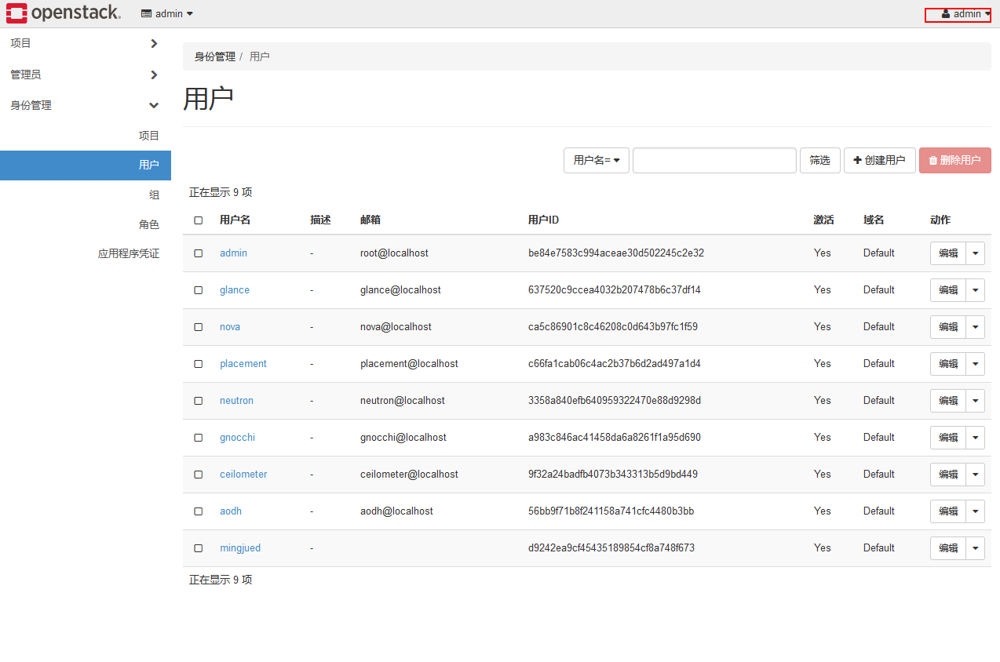 openstack. admin admin
项目
管理员
身份管理
项目
用户
组
角色
应用程序凭证
身份管理 / 用户
用户
用户名= 筛选 创建用户 删除用户
正在显示 9 项
用户名 描述 邮箱 用户ID 激活 域名 动作
admin - root@localhost be84e7583c994aceae30d502245c2e32 Yes Default 编辑
glance - glance@localhost 637520c9ccea4032b207478b6c37df14 Yes Default 编辑
nova - nova@localhost ca5c86901c8c46208c0d643b97fc1f59 Yes Default 编辑
placement - placement@localhost c66fa1cab06c4ac2b37b6d2ad497a1d4 Yes Default 编辑
neutron - neutron@localhost 3358a840efb640959322470e88d9298d Yes Default 编辑
gnocchi - gnocchi@localhost a983c846ac41458da6a8261f1a95d690 Yes Default 编辑
ceilometer - ceilometer@localhost 9f32a24badfb4073b343313b5d9bd449 Yes Default 编辑
aodh - aodh@localhost 56bb9f71b8f241158a741cfc4480b3bb Yes Default 编辑
mingjued - d9242ea9cf45435189854cf8a748f673 Yes Default 编辑
正在显示 9 项